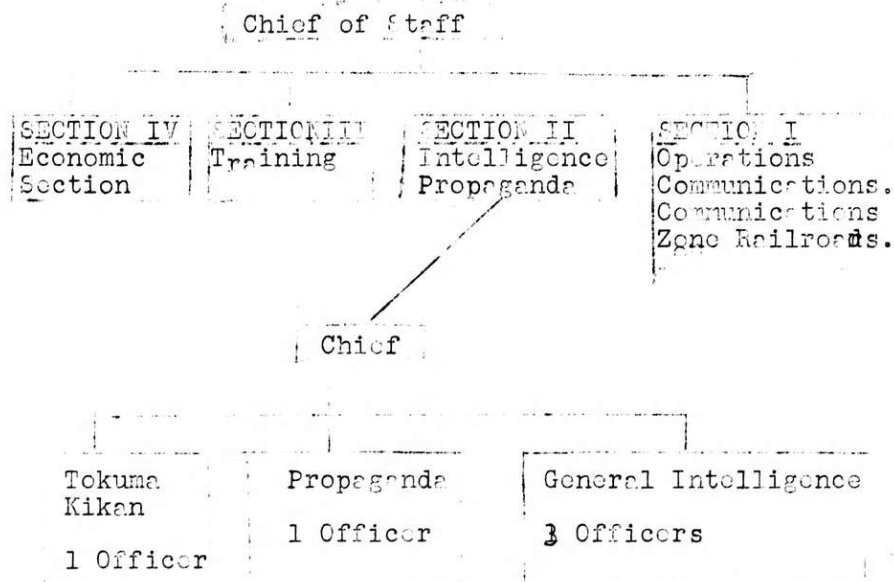 Chief of Staff
SECTION IV
Economic
Section
SECTION III
Training
SECTION II
Intelligence
Propaganda
SECTION I
Operations
Communications.
Communications
Zone Railroads.
Chief
Tokuma
Kikan
1 Officer
Propaganda
1 Officer
General Intelligence
3 Officers